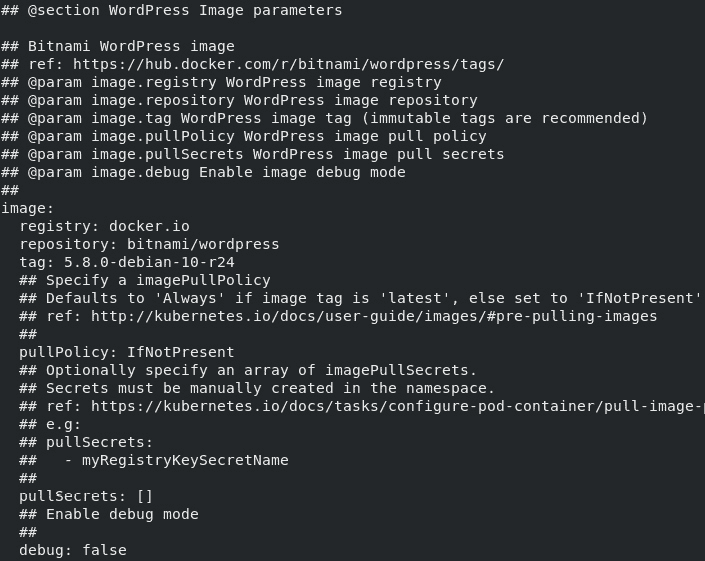 ## @section WordPress Image parameters

## Bitnami WordPress image
## ref: https://hub.docker.com/r/bitnami/wordpress/tags/
## @param image.registry WordPress image registry
## @param image.repository WordPress image repository
## @param image.tag WordPress image tag (immutable tags are recommended)
## @param image.pullPolicy WordPress image pull policy
## @param image.pullSecrets WordPress image pull secrets
## @param image.debug Enable image debug mode
##
image:
  registry: docker.io
  repository: bitnami/wordpress
  tag: 5.8.0-debian-10-r24
  ## Specify a imagePullPolicy
  ## Defaults to 'Always' if image tag is 'latest', else set to 'IfNotPresent'
  ## ref: http://kubernetes.io/docs/user-guide/images/#pre-pulling-images
  ##
  pullPolicy: IfNotPresent
  ## Optionally specify an array of imagePullSecrets.
  ## Secrets must be manually created in the namespace.
  ## ref: https://kubernetes.io/docs/tasks/configure-pod-container/pull-image-p
  ## e.g:
  ## pullSecrets:
  ##   - myRegistryKeySecretName
  ##
  pullSecrets: []
  ## Enable debug mode
  ##
  debug: false